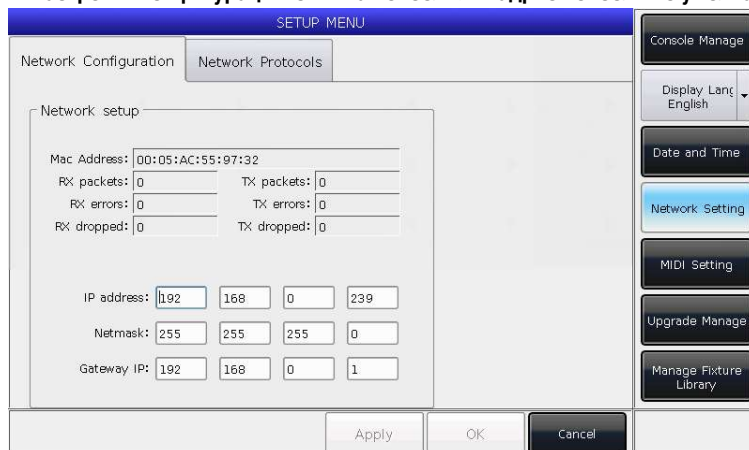 SETUP MENU
Network Configuration
Network Protocols
Network setup
Mac Address: 00:05:AC:55:97:32
RX packets: 0 TX packets: 0
RX errors: 0 TX errors: 0
RX dropped: 0 TX dropped: 0
IP address: 192 168 0 239
Netmask: 255 255 255 0
Gateway IP: 192 168 0 1
Apply OK Cancel
Console Manage
Display Lang
English
Date and Time
Network Setting
MIDI Setting
Upgrade Manage
Manage Fixture
Library